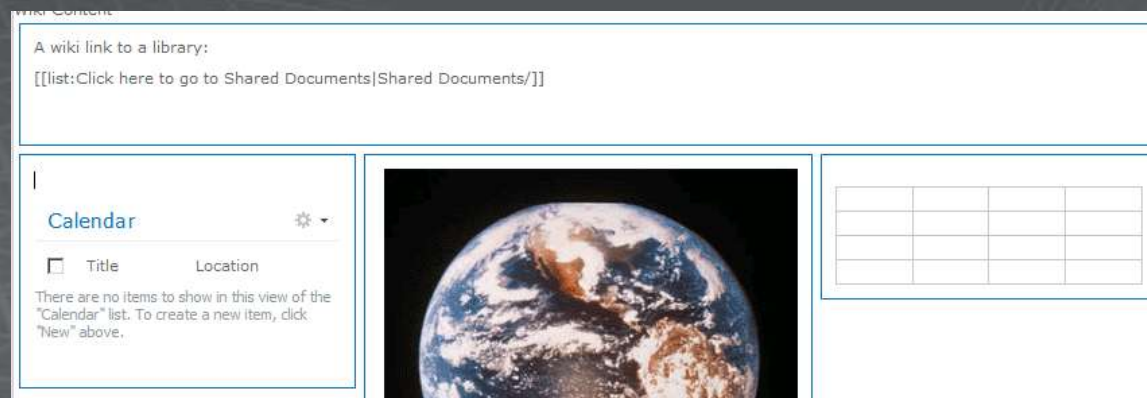 Wiki Content
A wiki link to a library:
[[list:Click here to go to Shared Documents|Shared Documents/]]
Calendar
Title Location
There are no items to show in this view of the
"Calendar" list. To create a new item, click
"New" above.